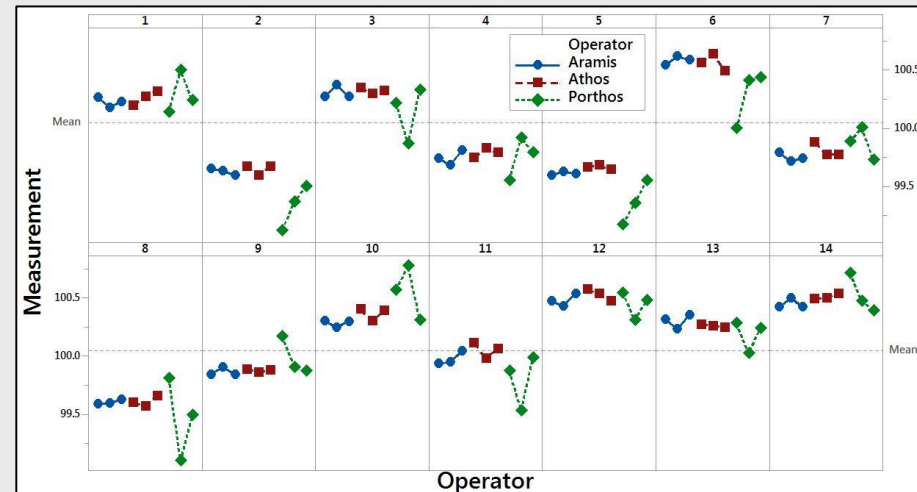 1 2 3 4 5 6 7
Operator
Aramis
Athos
Porthos
Mean
100.5
100.0
99.5
Measurement
8 9 10 11 12 13 14
100.5
100.0
99.5
Mean
Operator